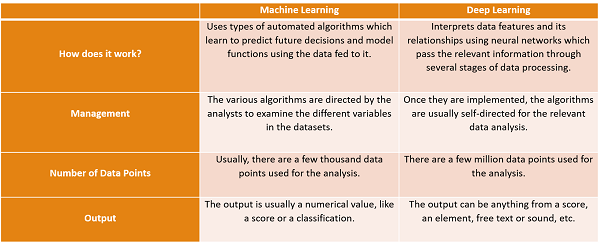 Machine Learning
Deep Learning
How does it work?
Uses types of automated algorithms which
learn to predict future decisions and model
functions using the data fed to it.
Interprets data features and its
relationships using neural networks which
pass the relevant information through
several stages of data processing.
Management
The various algorithms are directed by the
analysts to examine the different variables
in the datasets.
Once they are implemented, the algorithms
are usually self-directed for the relevant
data analysis.
Number of Data Points
Usually, there are a few thousand data
points used for the analysis.
There are a few million data points used for
the analysis.
Output
The output is usually a numerical value, like
a score or a classification.
The output can be anything from a score,
an element, free text or sound, etc.